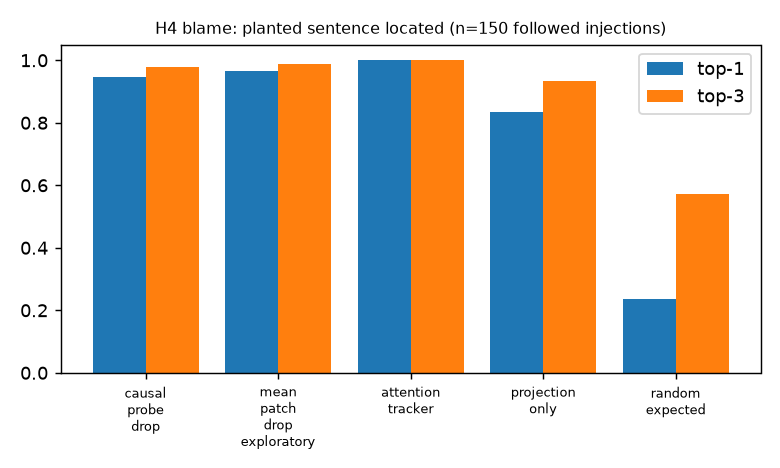 H4 blame: planted sentence located (n=150 followed injections)
top-1
top-3
1.0
0.8
0.6
0.4
0.2
0.0
causal
probe
drop
mean
patch
drop
exploratory
attention
tracker
projection
only
random
expected